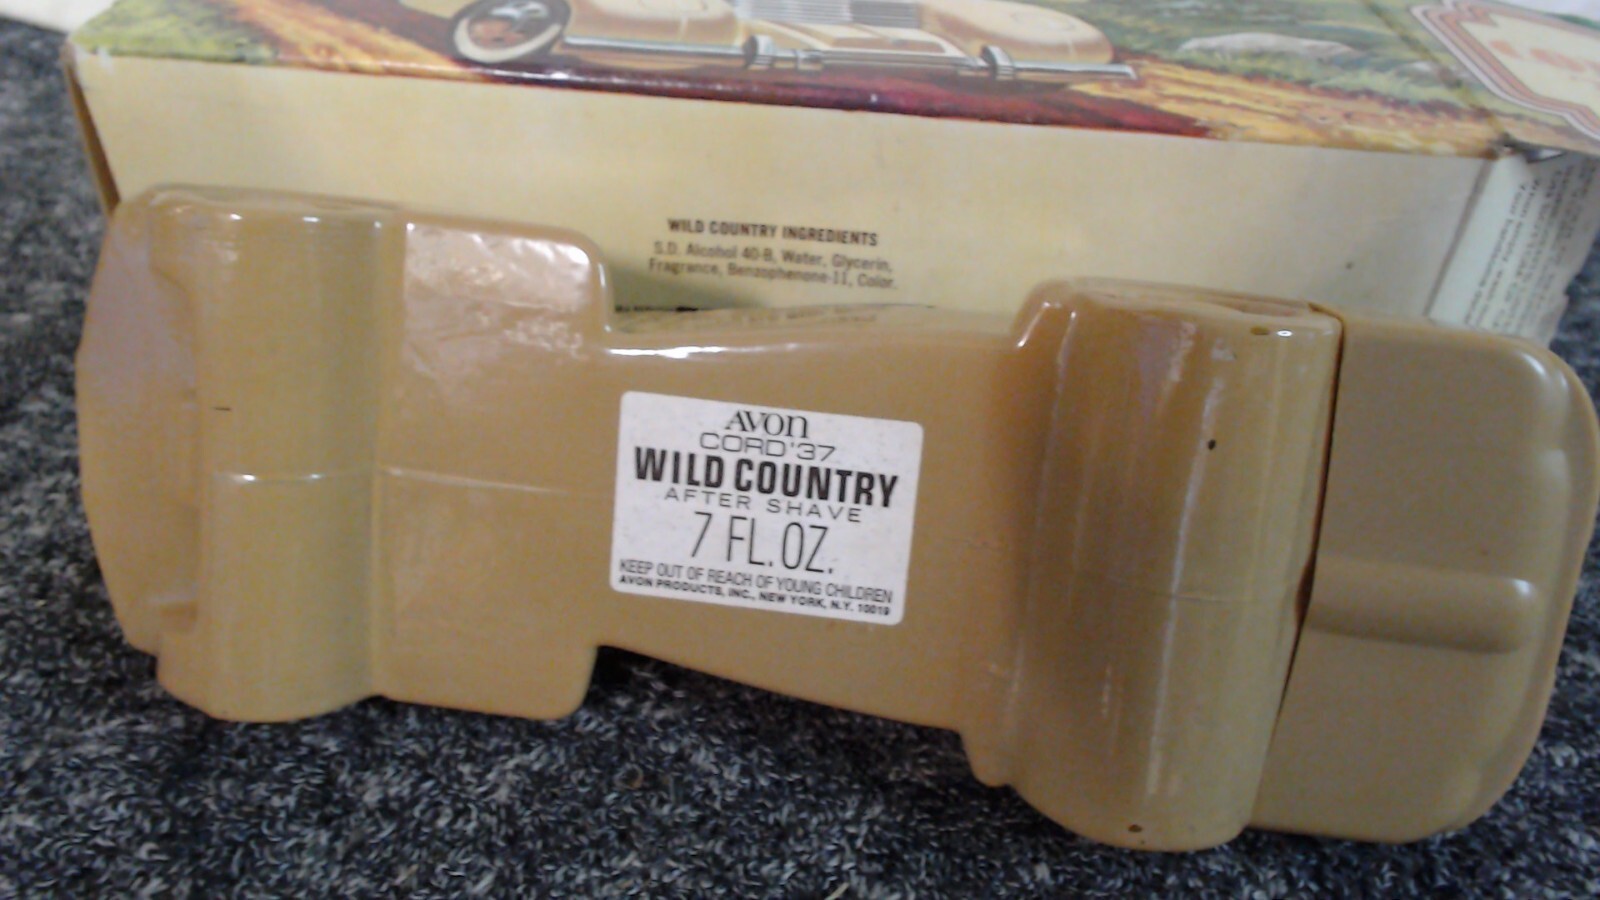 WILD COUNTRY INGREDIENTS
S.D. Alcohol 40-B, Water, Glycerin,
Fragrance, Benzophenone-11, Color.
AVON
CORD '37
WILD COUNTRY
AFTER SHAVE
7 FL. OZ.
KEEP OUT OF REACH OF YOUNG CHILDREN
AVON PRODUCTS, INC., NEW YORK, N.Y. 10019